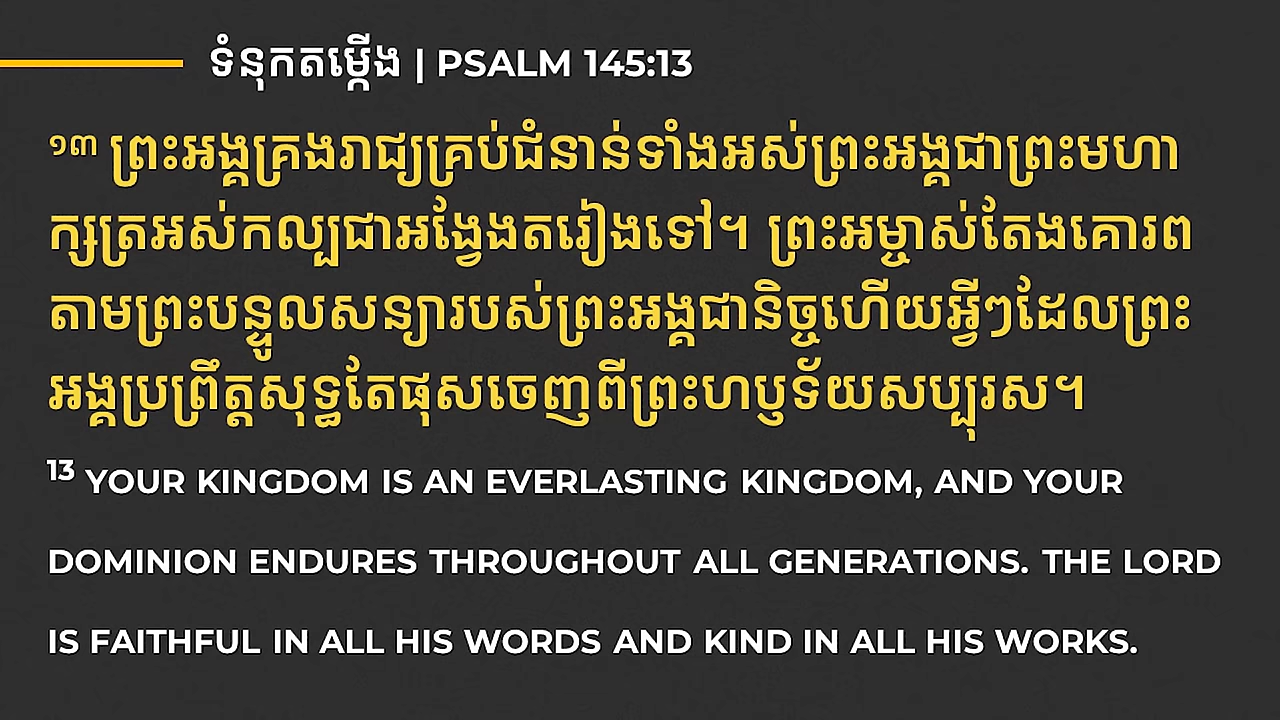 ទំនុកតម្កើង | PSALM 145:13
១៣ ព្រះអង្គគ្រងរាជ្យគ្រប់ជំនាន់ទាំងអស់ព្រះអង្គជាព្រះមហា
ក្សត្រអស់កល្បជាអង្វែងតរៀងទៅ។ ព្រះអម្ចាស់តែងគោរព
តាមព្រះបន្ទូលសន្យារបស់ព្រះអង្គជានិច្ចហើយអ្វីៗដែលព្រះ
អង្គប្រព្រឹត្តសុទ្ធតែផុសចេញពីព្រះហឫទ័យសប្បុរស។
13 YOUR KINGDOM IS AN EVERLASTING KINGDOM, AND YOUR
DOMINION ENDURES THROUGHOUT ALL GENERATIONS. THE LORD
IS FAITHFUL IN ALL HIS WORDS AND KIND IN ALL HIS WORKS.